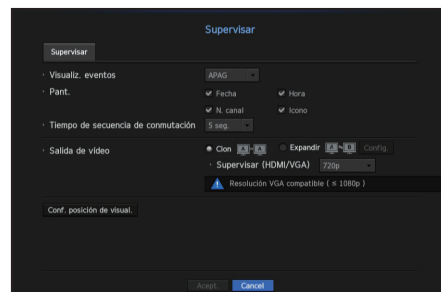 Supervisar
Supervisar
Visualiz. eventos APAG
Pant. Fecha Hora
N. canal Icono
Tiempo de secuencia de conmutación 5 seg.
Salida de vídeo Clon A A Expandir A B Config.
Supervisar (HDMI/VGA) 720p
Resolución VGA compatible ( ≤ 1080p )
Conf. posición de visual.
Acept. Cancel